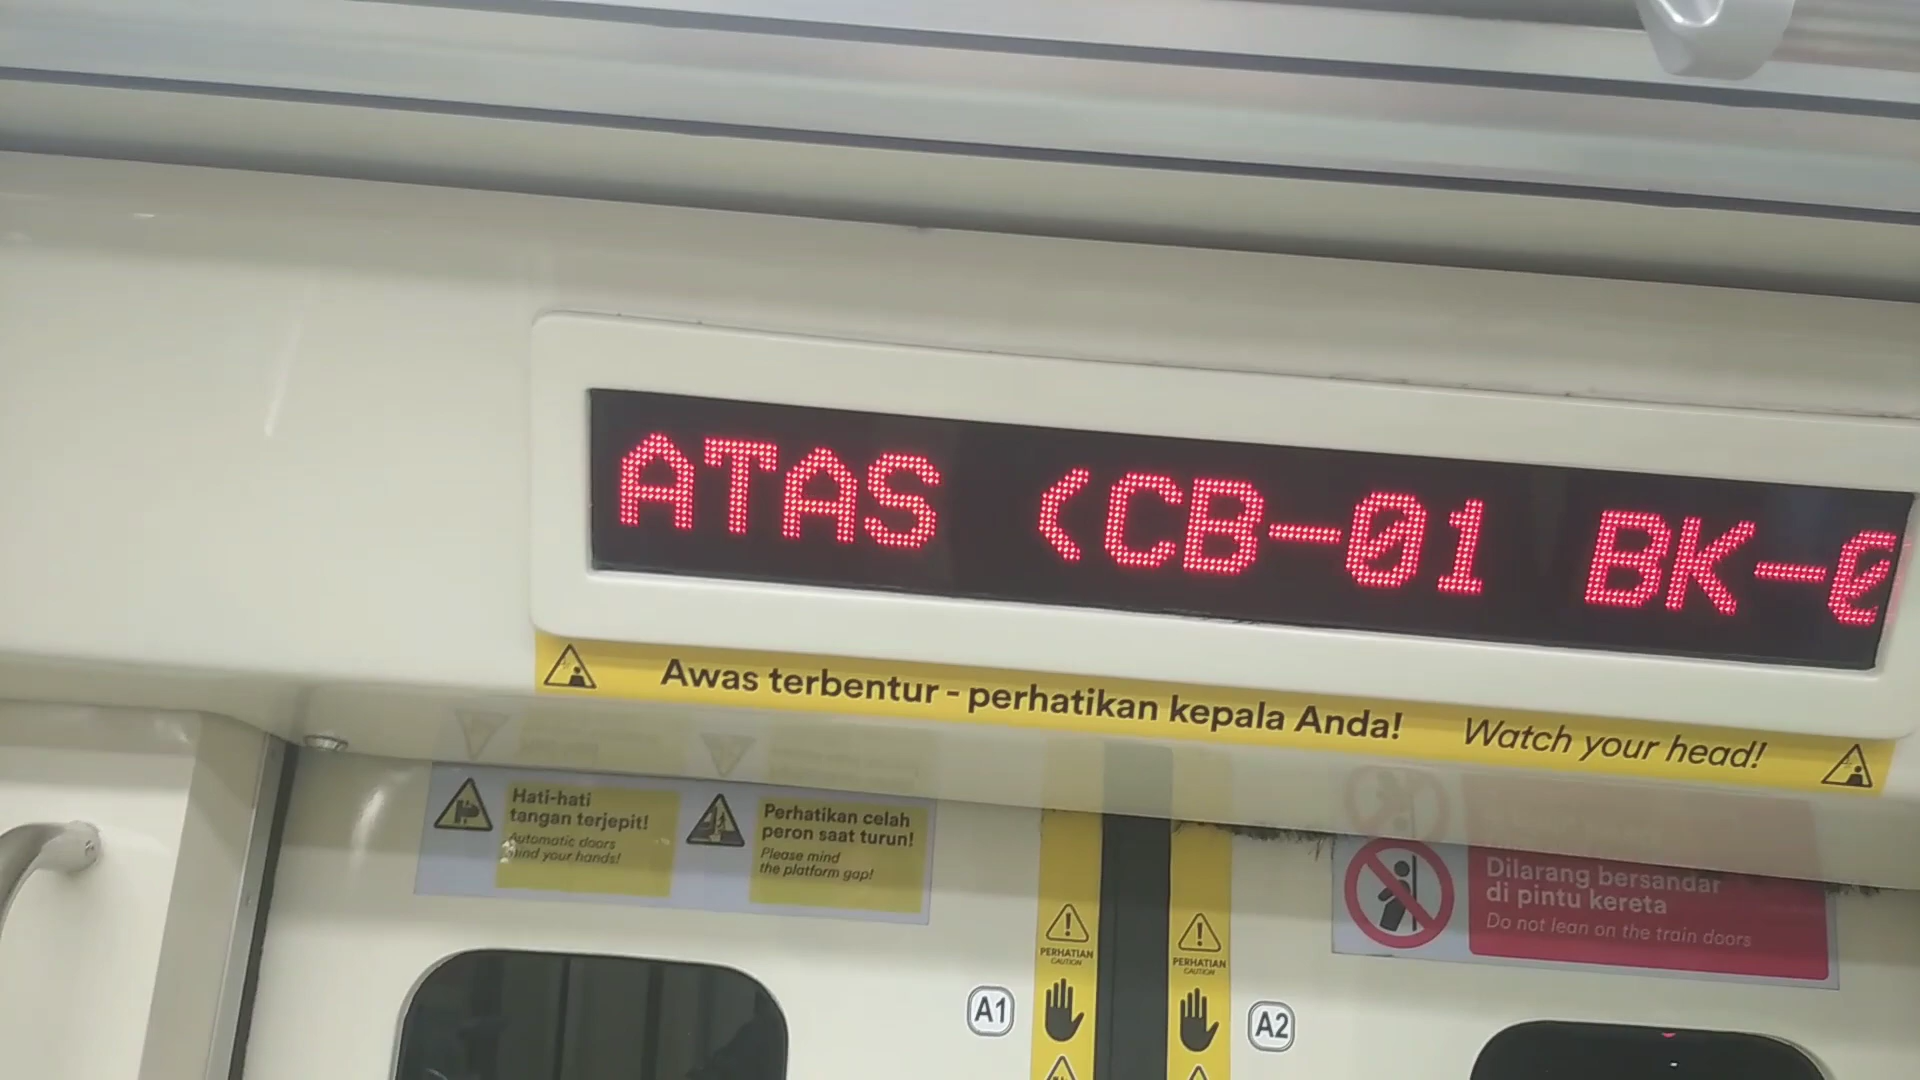 ATAS (CB-01 BK-0
Awas terbentur - perhatikan kepala Anda! Watch your head!
Hati-hati
tangan terjepit!
Automatic doors
mind your hands!
Perhatikan celah
peron saat turun!
Please mind
the platform gap!
Dilarang bersandar
di pintu kereta
Do not lean on the train doors
PERHATIAN
CAUTION
PERHATIAN
CAUTION
A1
A2